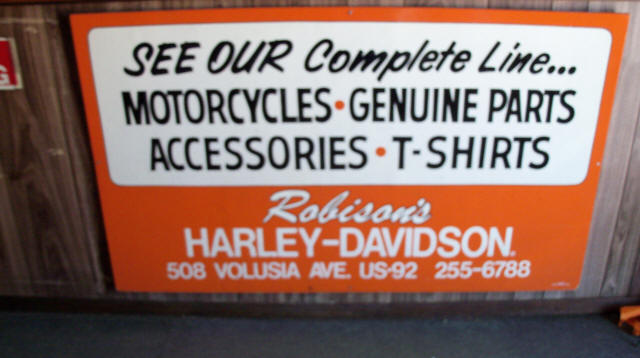 SEE OUR Complete Line...
MOTORCYCLES • GENUINE PARTS
ACCESSORIES • T-SHIRTS
Robison's
HARLEY-DAVIDSON
508 VOLUSIA AVE. US-92 255-6788